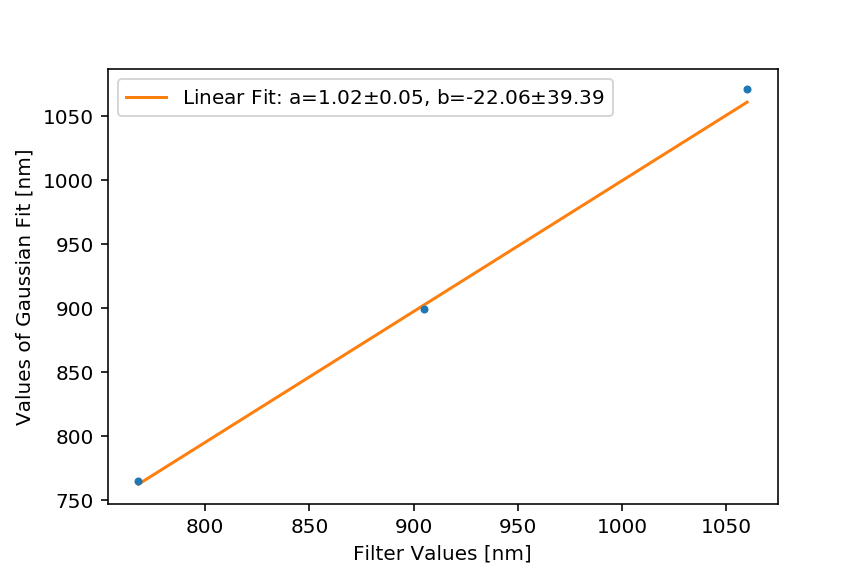 Linear Fit: a=1.02±0.05, b=-22.06±39.39
Values of Gaussian Fit [nm]
1050
1000
950
900
850
800
750
800 850 900 950 1000 1050
Filter Values [nm]